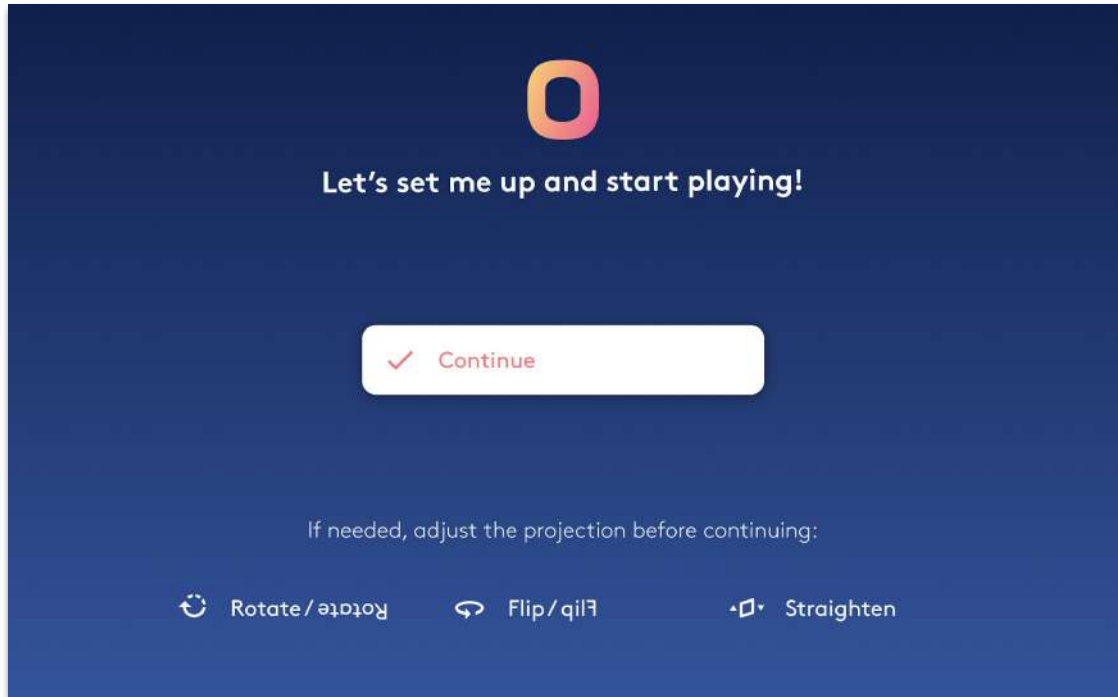 Let's set me up and start playing!
Continue
If needed, adjust the projection before continuing:
Rotate/Rotate Flip/Flip Straighten